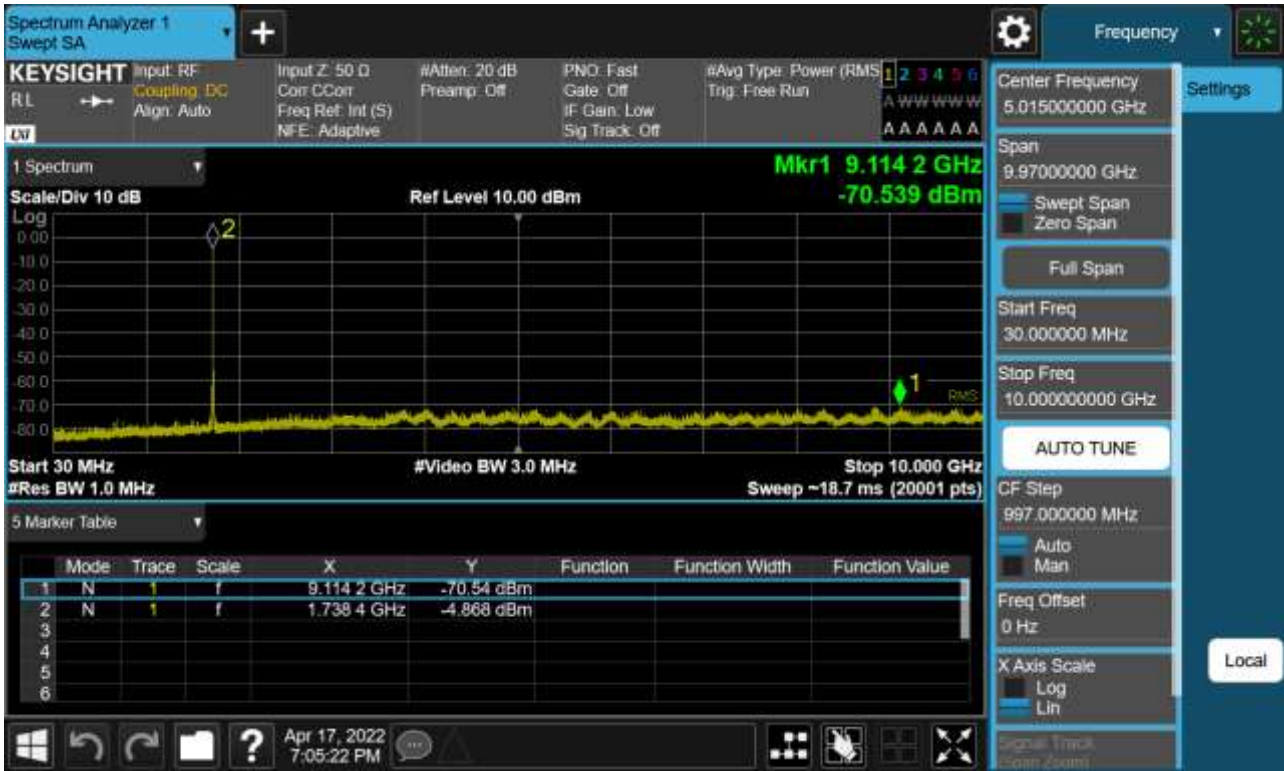 Spectrum Analyzer 1
Swept SA
+
Frequency
KEYSIGHT
RL
LXI
Input: RF
Coupling: DC
Align: Auto
Input Z: 50 Ω
Corr CCorr
Freq Ref: Int (S)
NFE: Adaptive
#Atten: 20 dB
Preamp: Off
PNO: Fast
Gate: Off
IF Gain: Low
Sig Track: Off
#Avg Type: Power (RMS
Trig: Free Run
1 2 3 4 5 6
A W W W W W
A A A A A A
1 Spectrum
Scale/Div 10 dB
Ref Level 10.00 dBm
Mkr1 9.114 2 GHz
-70.539 dBm
Log
0.00
-10.0
-20.0
-30.0
-40.0
-50.0
-60.0
-70.0
-80.0
2
1
RMS
Start 30 MHz
#Video BW 3.0 MHz
Stop 10.000 GHz
#Res BW 1.0 MHz
Sweep ~18.7 ms (20001 pts)
5 Marker Table
Mode Trace Scale X Y Function Function Width Function Value
1 N 1 f 9.114 2 GHz -70.54 dBm
2 N 1 f 1.738 4 GHz -4.868 dBm
3
4
5
6
?
Apr 17, 2022
7:05:22 PM
Center Frequency
5.015000000 GHz
Span
9.97000000 GHz
Swept Span
Zero Span
Full Span
Start Freq
30.000000 MHz
Stop Freq
10.000000000 GHz
AUTO TUNE
CF Step
997.000000 MHz
Auto
Man
Freq Offset
0 Hz
X Axis Scale
Log
Lin
Signal Track
(Span Zoom)
Settings
Local